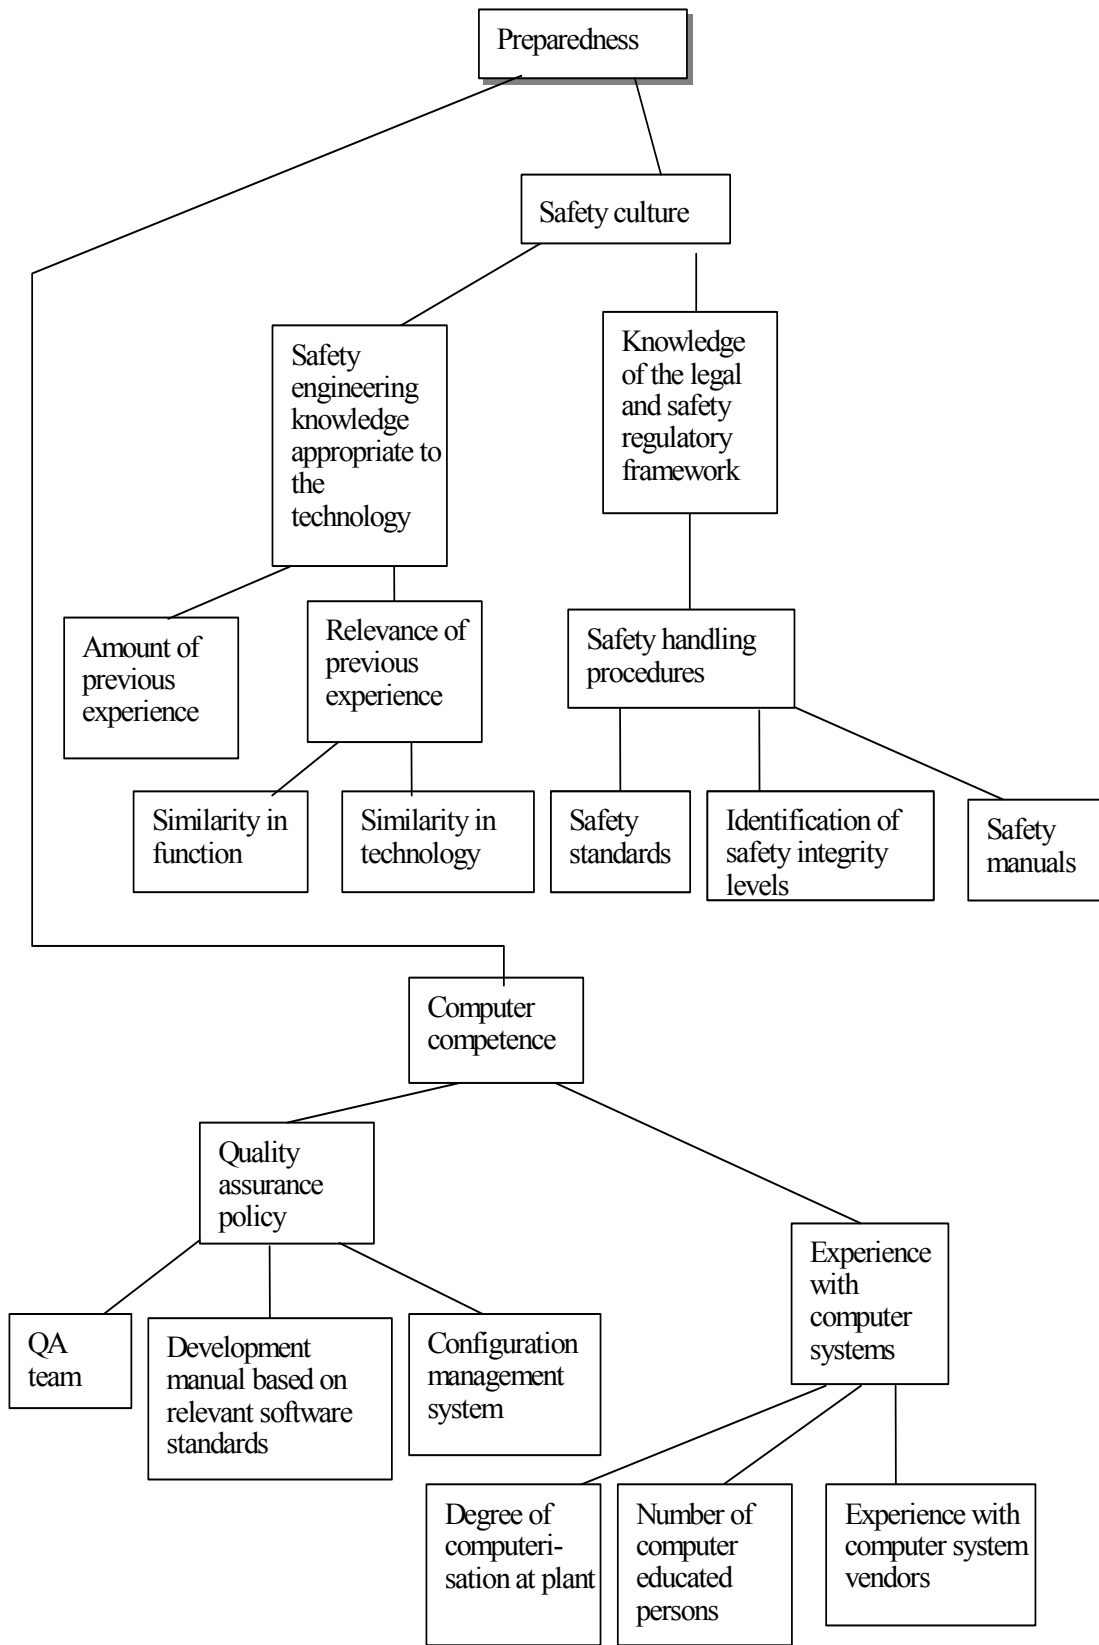 Preparedness
Safety culture
Safety
engineering
knowledge
appropriate to
the
technology
Knowledge
of the legal
and safety
regulatory
framework
Amount of
previous
experience
Relevance of
previous
experience
Safety handling
procedures
Similarity in
function
Similarity in
technology
Safety
standards
Identification of
safety integrity
levels
Safety
manuals
Computer
competence
Quality
assurance
policy
Experience
with
computer
systems
QA
team
Development
manual based on
relevant software
standards
Configuration
management
system
Degree of
computeri-
sation at plant
Number of
computer
educated
persons
Experience with
computer system
vendors